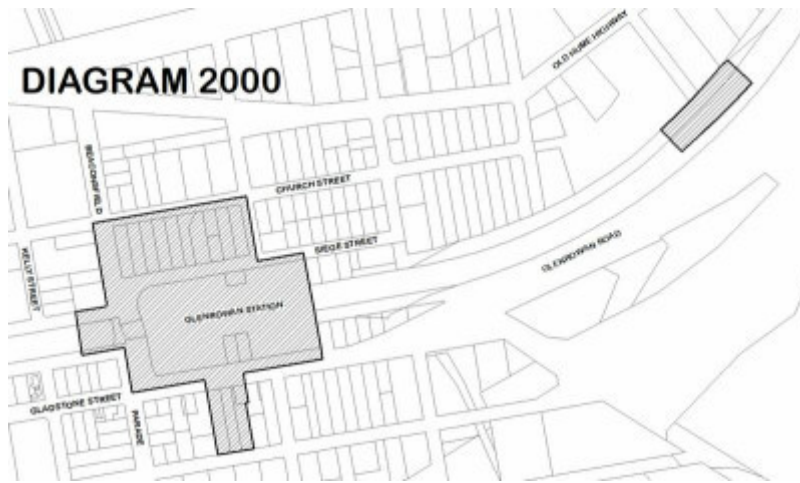 OLD HUME HIGHWAY
DIAGRAM 2000
BEACONSFIELD
CHURCH STREET
SIEGE STREET
GLENROWAN ROAD
KELLY STREET
GLENROWAN STATION
GLADSTONE STREET
PARADE